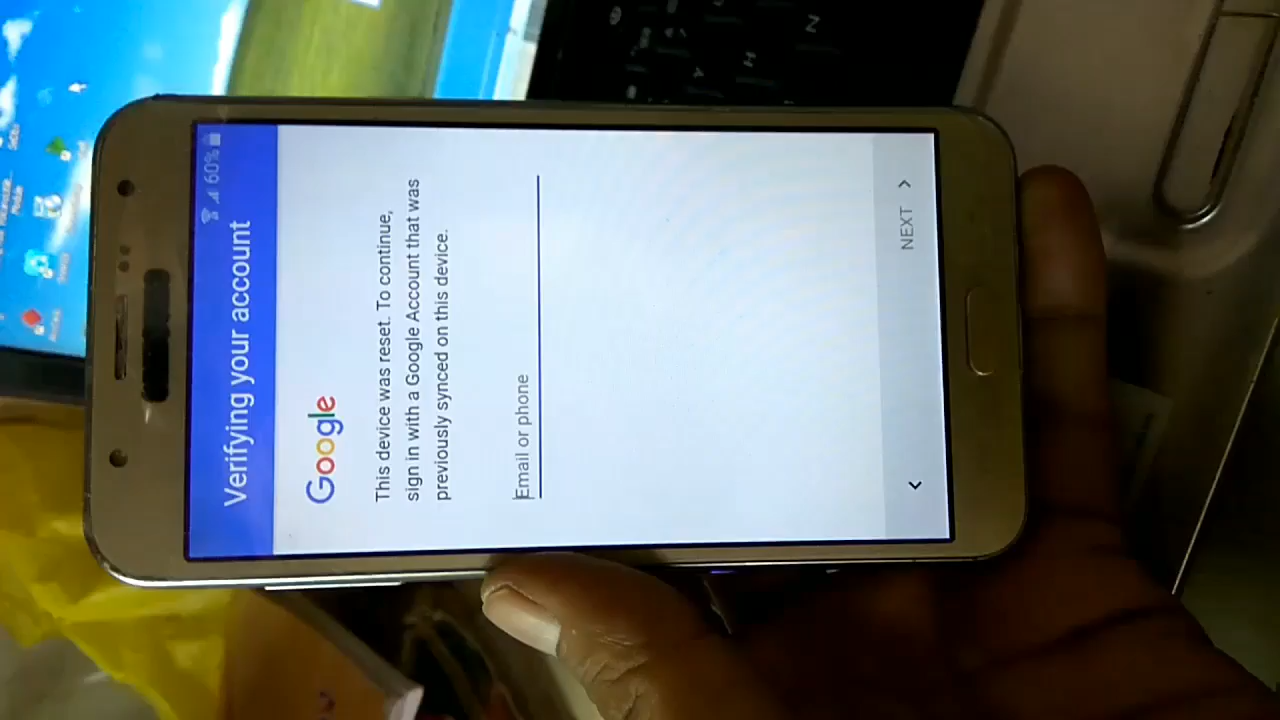 60%
Verifying your account
Google
This device was reset. To continue,
sign in with a Google Account that was
previously synced on this device.
Email or phone
NEXT >
<